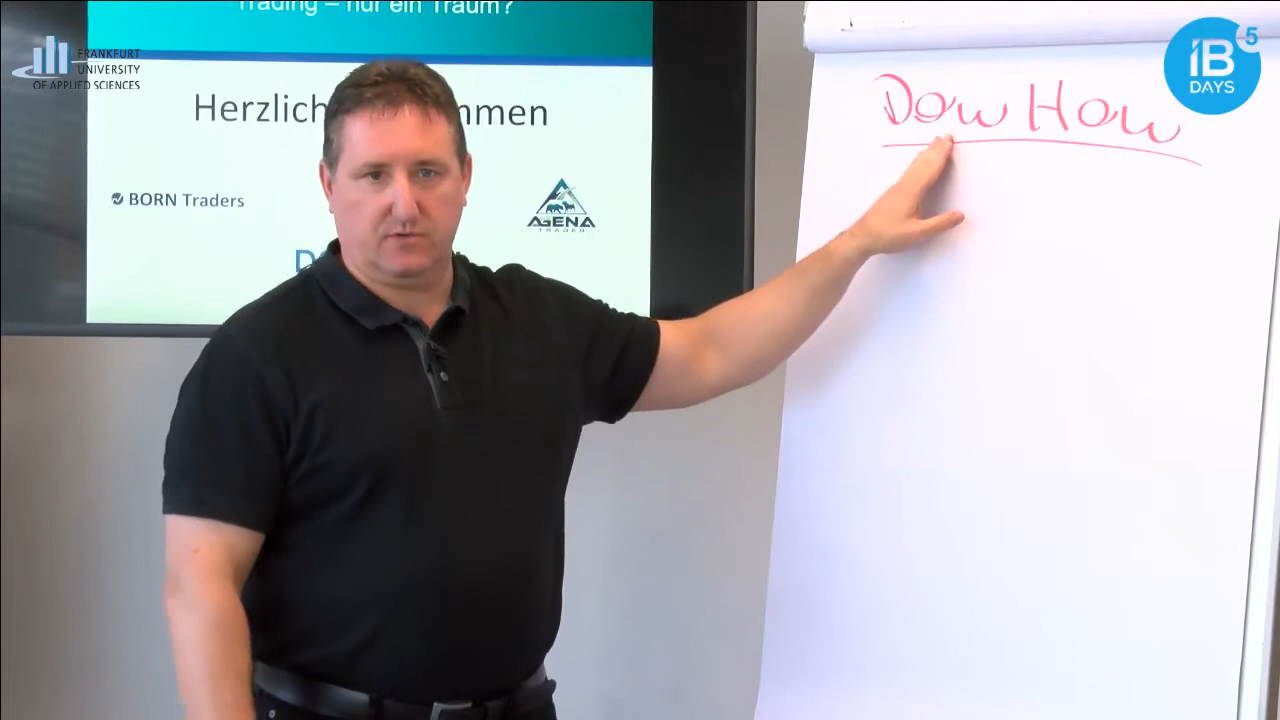 Trading – nur ein Traum?
FRANKFURT
UNIVERSITY
OF APPLIED SCIENCES
Herzlich
mmen
BORN Traders
AGENA
TRADER
Dow How
IB
DAYS
5